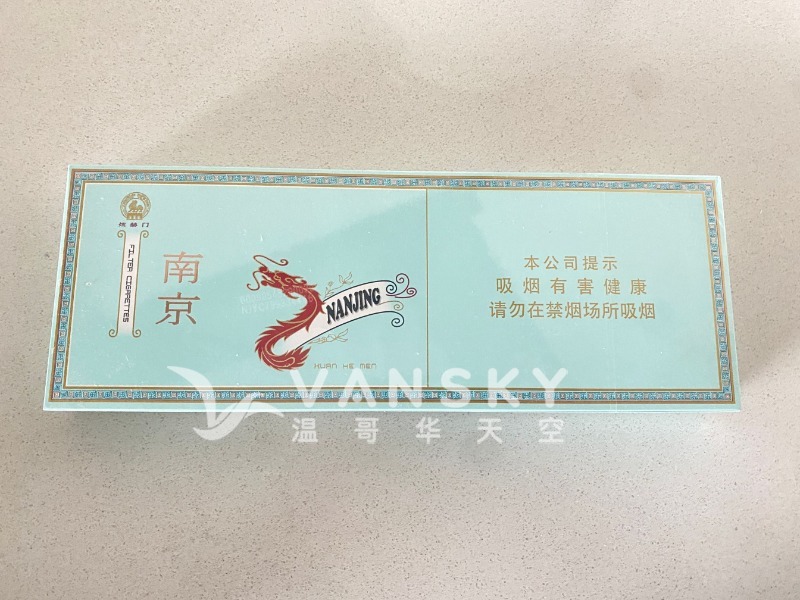 炫赫门
FILTER CIGARETTES
南京
NANJING
XUAN HE MEN
本公司提示
吸烟有害健康
请勿在禁烟场所吸烟
VANSKY
温哥华天空